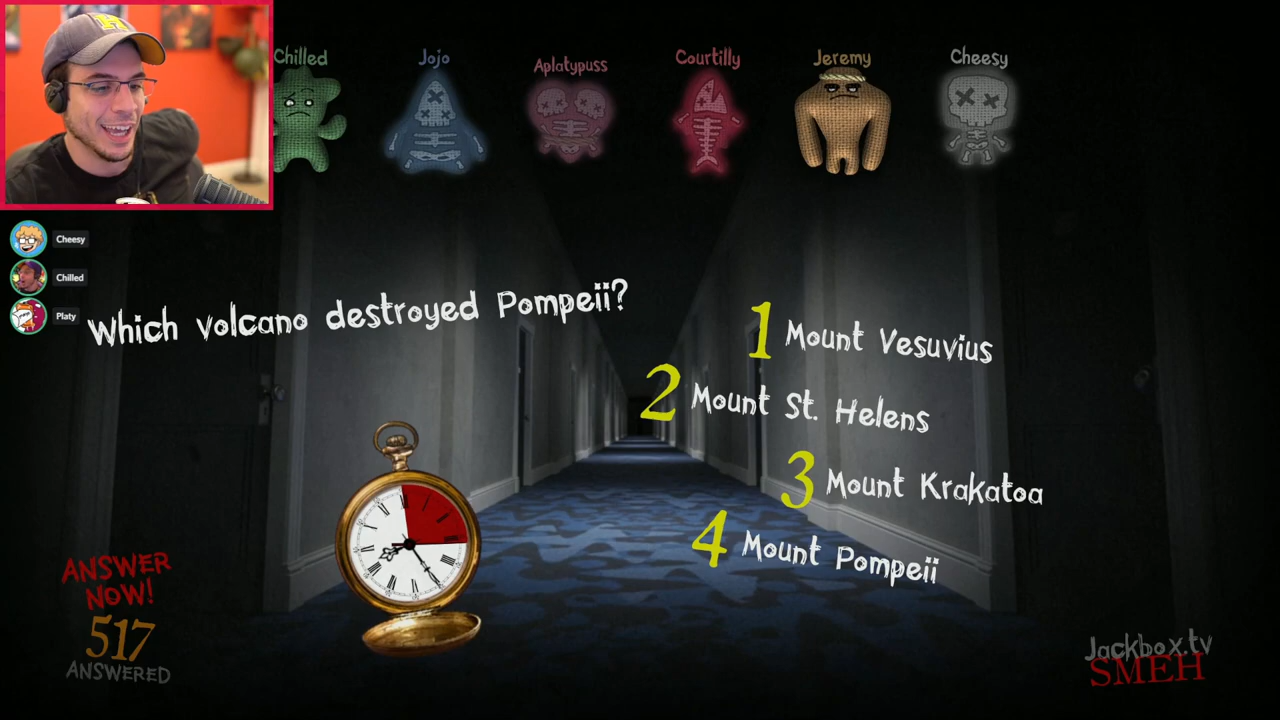 Chilled
Jojo
Aplatypuss
Courtilly
Jeremy
Cheesy
H
Cheesy
Chilled
Platy
Which volcano destroyed Pompeii?
1 Mount Vesuvius
2 Mount St. Helens
3 Mount Krakatoa
4 Mount Pompeii
ANSWER
NOW!
517
ANSWERED
Jackbox.tv
SMEH